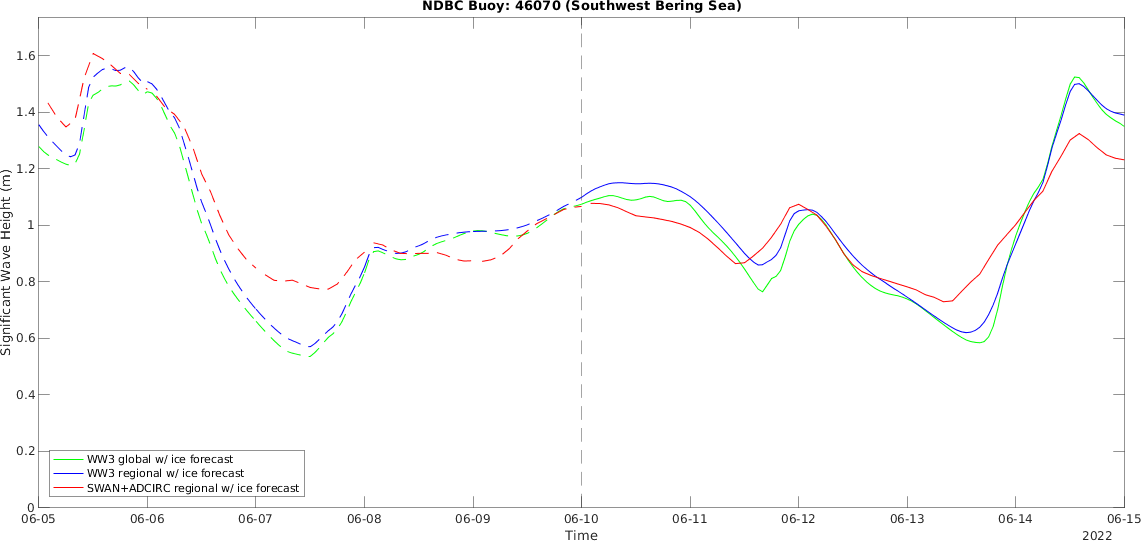 NDBC Buoy: 46070 (Southwest Bering Sea)
1.6
1.4
1.2
1
0.8
0.6
0.4
0.2
0
Significant Wave Height (m)
WW3 global w/ ice forecast
WW3 regional w/ ice forecast
SWAN+ADCIRC regional w/ ice forecast
06-05 06-06 06-07 06-08 06-09 06-10 06-11 06-12 06-13 06-14 06-15
Time
2022